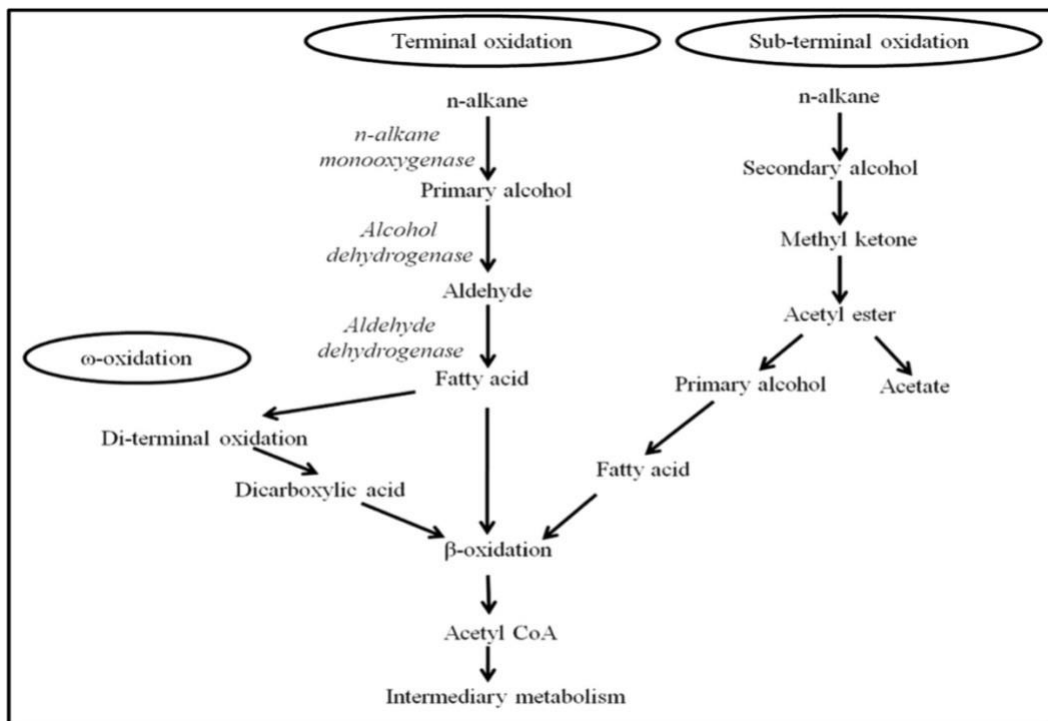 Terminal oxidation
Sub-terminal oxidation
n-alkane
n-alkane
n-alkane
monooxygenase
Secondary alcohol
Primary alcohol
Alcohol
dehydrogenase
Methyl ketone
Aldehyde
Acetyl ester
Aldehyde
dehydrogenase
ω-oxidation
Fatty acid
Primary alcohol
Acetate
Di-terminal oxidation
Fatty acid
Dicarboxylic acid
β-oxidation
Acetyl CoA
Intermediary metabolism